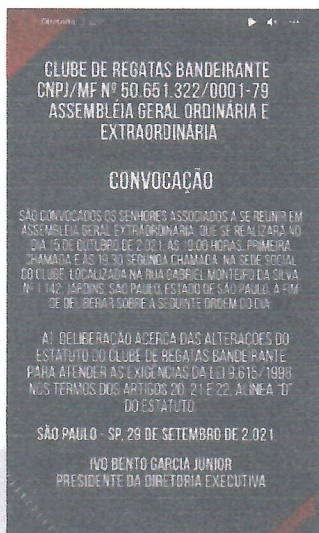 CLUBE DE REGATAS BANDEIRANTE
CNPJ/MF Nº 50.651.322/0001-79
ASSEMBLÉIA GERAL ORDINÁRIA E
EXTRAORDINÁRIA
CONVOCAÇÃO
SÃO CONVOCADOS OS SENHORES ASSOCIADOS A SE REUNIR EM
ASSEMBLEIA GERAL EXTRAORDINARIA, QUE SE REALIZARÁ NO
DIA 15 DE OUTUBRO DE 2.021, ÀS 19:00 HORAS, PRIMEIRA
CHAMADA E ÀS 19:30 SEGUNDA CHAMADA, NA SEDE SOCIAL
DO CLUBE, LOCALIZADA NA RUA GABRIEL MONTEIRO DA SILVA
Nº 1.142, JARDINS, SÃO PAULO, ESTADO DE SÃO PAULO, A FIM
DE DELIBERAR SOBRE A SEGUINTE ORDEM DO DIA:
A) DELIBERAÇÃO ACERCA DAS ALTERAÇÕES DO
ESTATUTO DO CLUBE DE REGATAS BANDEIRANTE
PARA ATENDER AS EXIGÊNCIAS DA LEI 9.615/1998
NOS TERMOS DOS ARTIGOS 20, 21 E 22, ALÍNEA "D"
DO ESTATUTO.
SÃO PAULO - SP, 29 DE SETEMBRO DE 2.021
IVO BENTO GARCIA JUNIOR
PRESIDENTE DA DIRETORIA EXECUTIVA